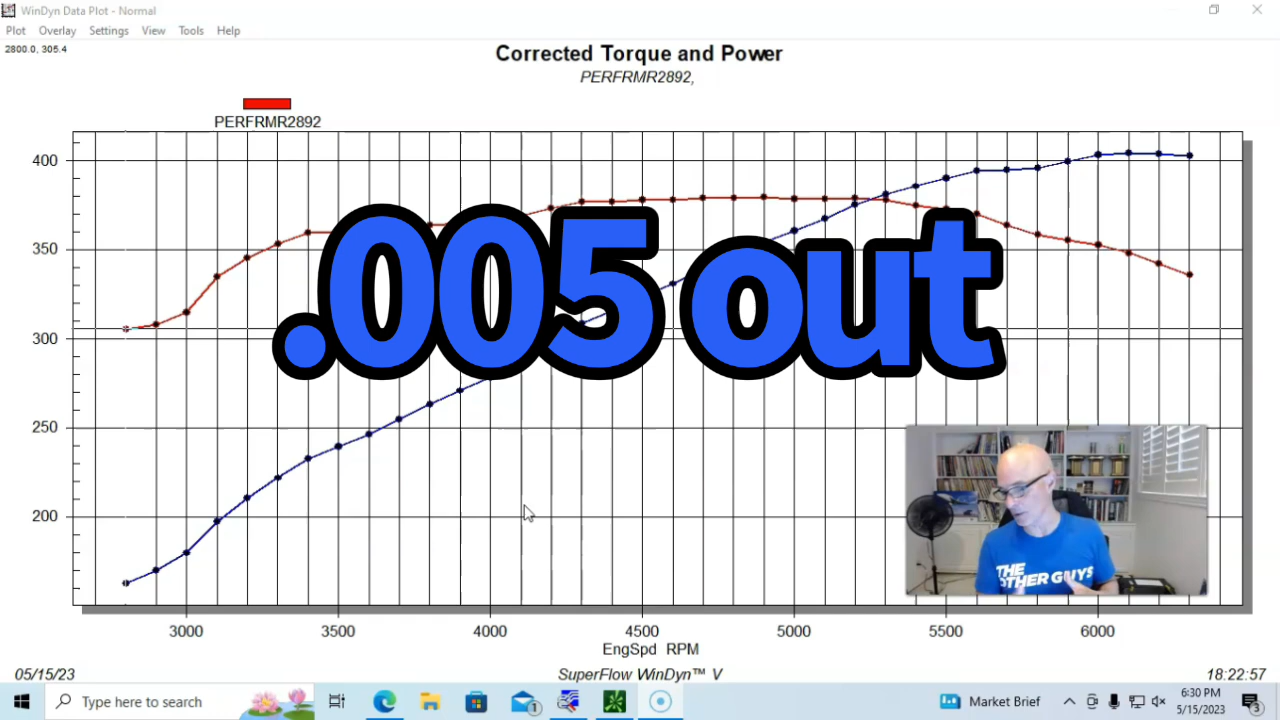 WinDyn Data Plot - Normal
Plot Overlay Settings View Tools Help
2800.0, 305.4
Corrected Torque and Power
PERFRMR2892,
PERFRMR2892
400
350
300
250
200
.005 out
THE
OTHER GUYS
3000 3500 4000 4500 5000 5500 6000
EngSpd RPM
05/15/23 SuperFlow WinDyn™ V 18:22:57
Type here to search
1
Market Brief
6:30 PM
5/15/2023
3